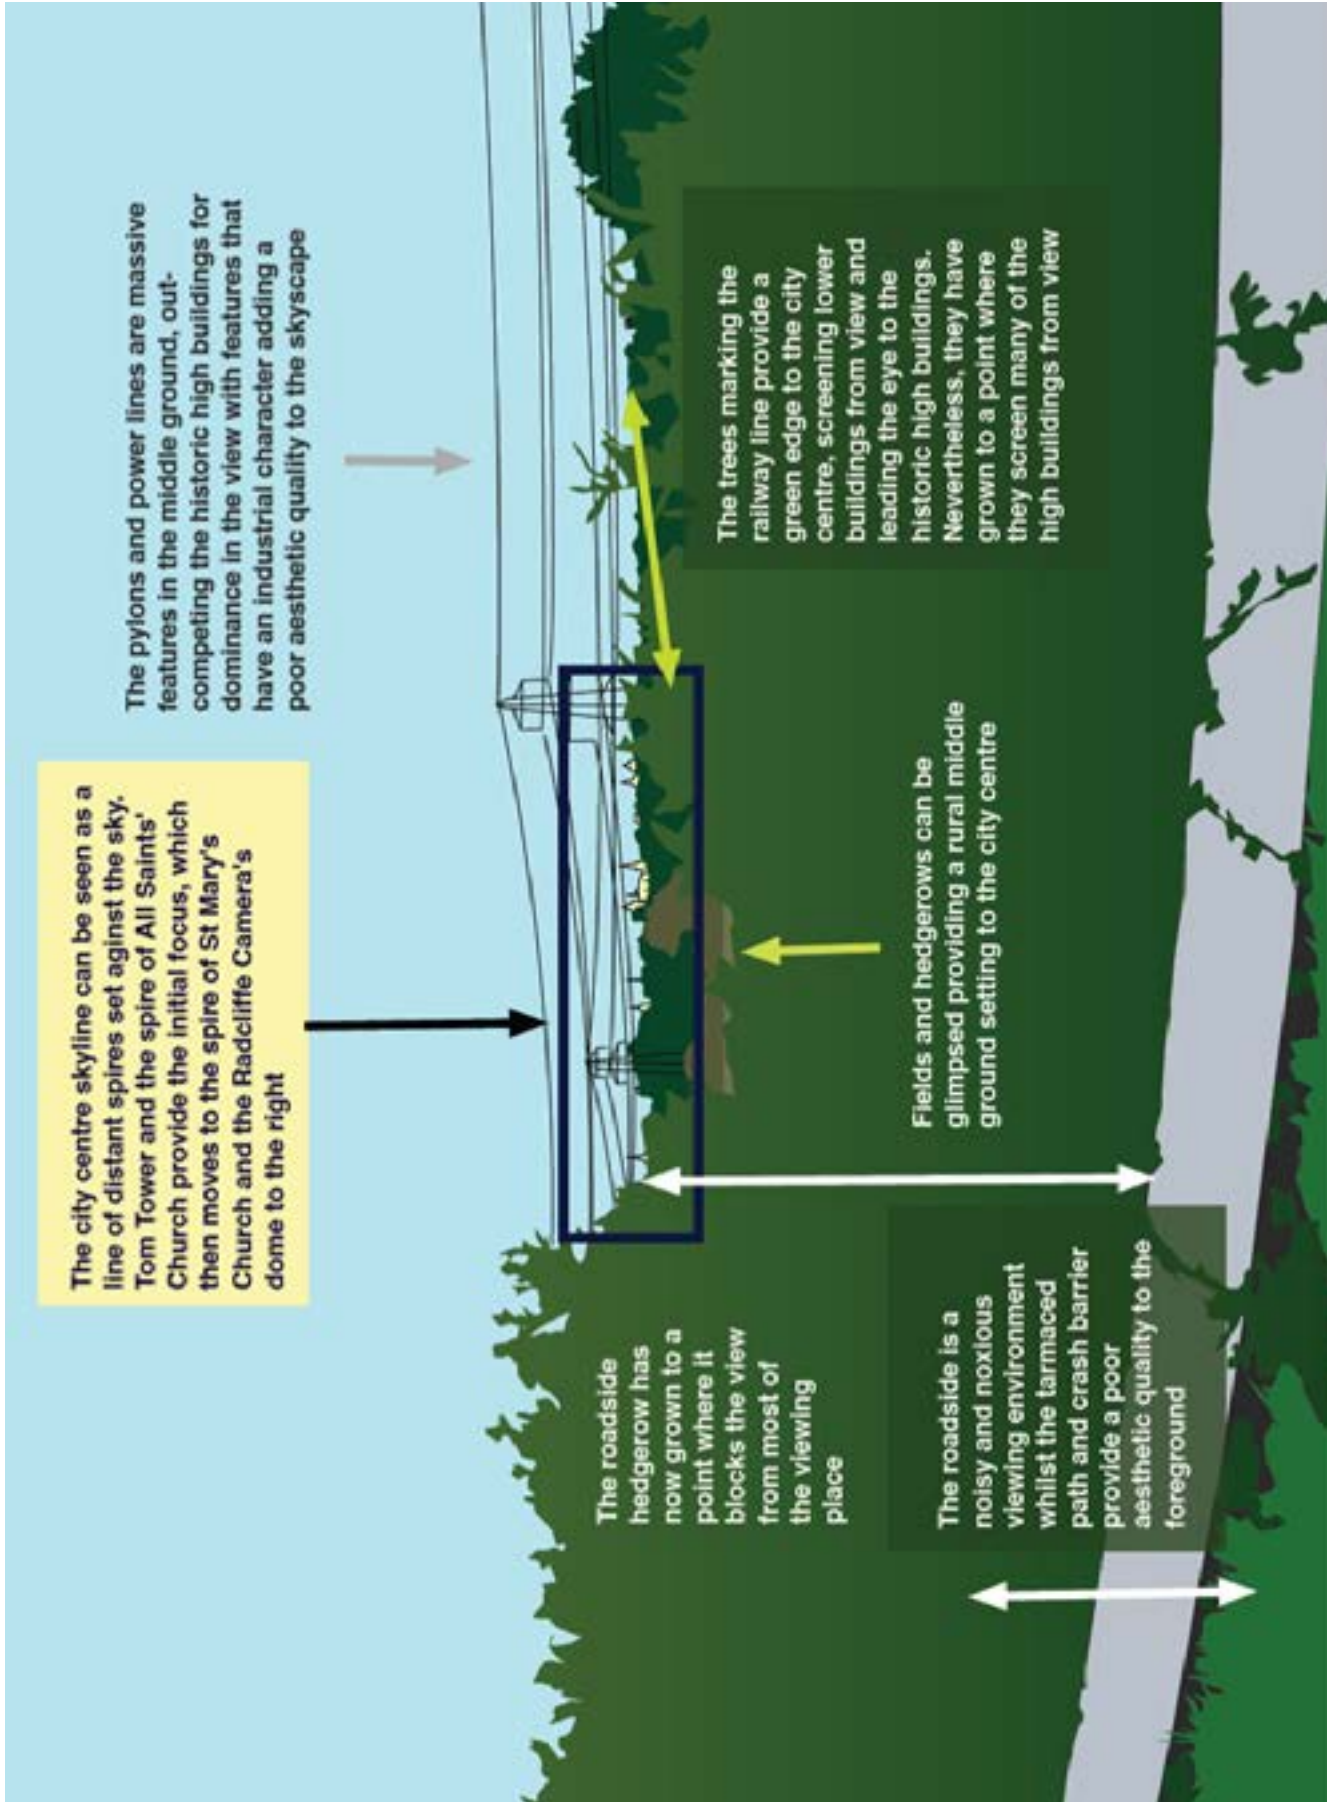 The city centre skyline can be seen as a
line of distant spires set aginst the sky.
Tom Tower and the spire of All Saints'
Church provide the initial focus, which
then moves to the spire of St Mary's
Church and the Radcliffe Camera's
dome to the right
The pylons and power lines are massive
features in the middle ground, out-
competing the historic high buildings for
dominance in the view with features that
have an industrial character adding a
poor aesthetic quality to the skyscape
The roadside
hedgerow has
now grown to a
point where it
blocks the view
from most of
the viewing
place
The trees marking the
railway line provide a
green edge to the city
centre, screening lower
buildings from view and
leading the eye to the
historic high buildings.
Nevertheless, they have
grown to a point where
they screen many of the
high buildings from view
Fields and hedgerows can be
glimpsed providing a rural middle
ground setting to the city centre
The roadside is a
noisy and noxious
viewing environment
whilst the tarmaced
path and crash barrier
provide a poor
aesthetic quality to the
foreground